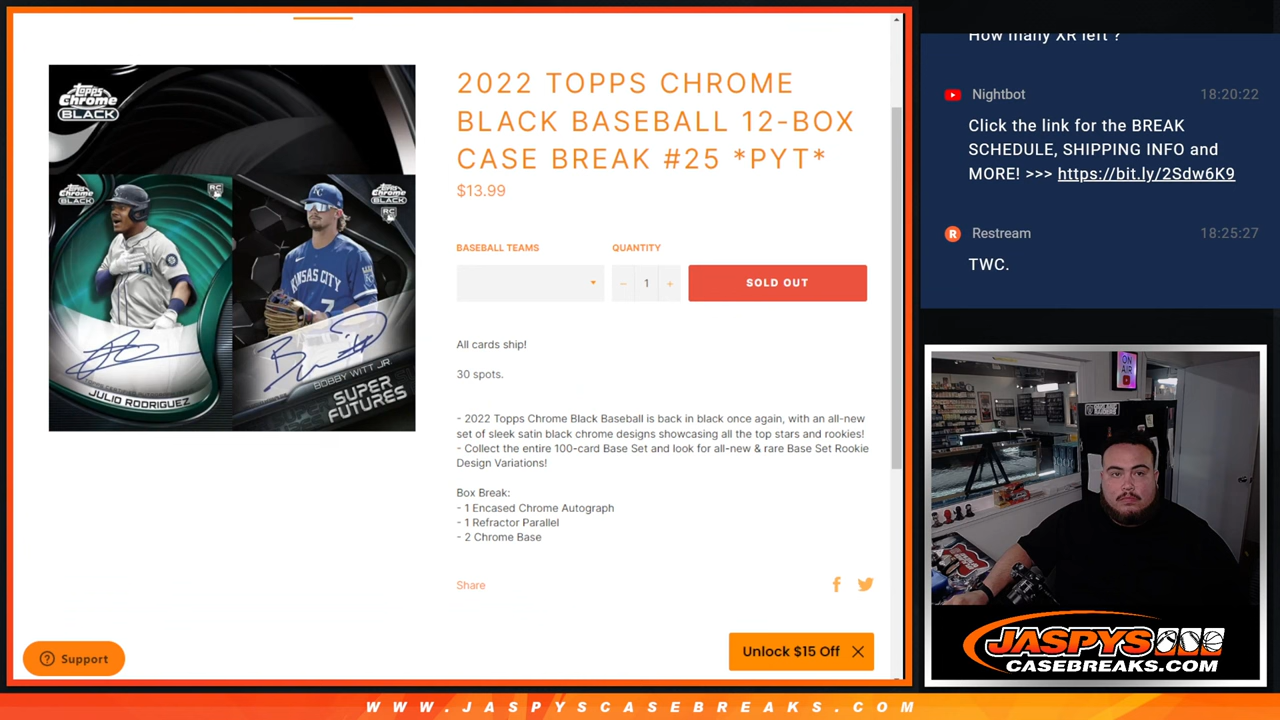 2022 TOPPS CHROME
BLACK BASEBALL 12-BOX
CASE BREAK #25 *PYT*
$13.99
BASEBALL TEAMS
QUANTITY
− 1 +
SOLD OUT
All cards ship!
30 spots.
- 2022 Topps Chrome Black Baseball is back in black once again, with an all-new
set of sleek satin black chrome designs showcasing all the top stars and rookies!
- Collect the entire 100-card Base Set and look for all-new & rare Base Set Rookie
Design Variations!
Box Break:
- 1 Encased Chrome Autograph
- 1 Refractor Parallel
- 2 Chrome Base
Share
Support
Unlock $15 Off
topps
Chrome
BLACK
topps
Chrome
BLACK
RC
JULIO RODRIGUEZ
topps
Chrome
BLACK
RC
KANSAS CITY
7
BOBBY WITT JR
SUPER
FUTURES
How many XR left ?
Nightbot 18:20:22
Click the link for the BREAK
SCHEDULE, SHIPPING INFO and
MORE! >>> https://bit.ly/2Sdw6K9
Restream 18:25:27
TWC.
ON
AIR
JASPYS
CASEBREAKS.COM
WWW.JASPYSCASEBREAKS.COM